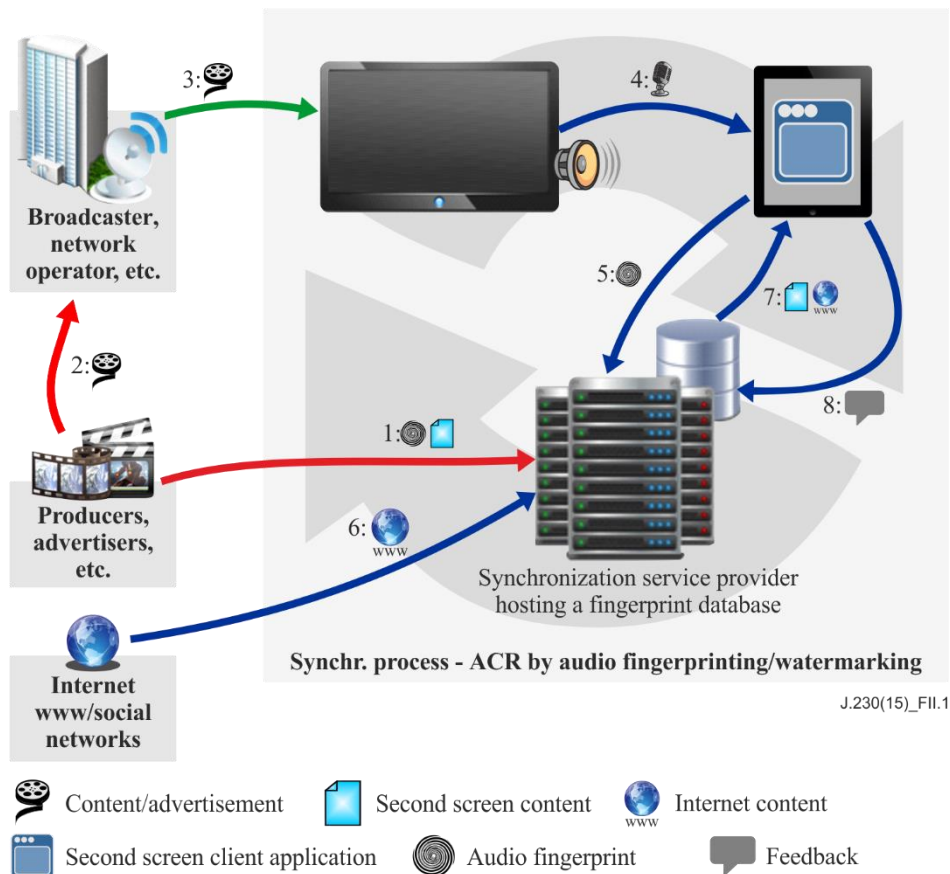 3:
4:
Broadcaster,
network
operator, etc.
5:
7:
www
2:
8:
1:
Producers,
advertisers,
etc.
6:
www
Synchronization service provider
hosting a fingerprint database
Synchr. process - ACR by audio fingerprinting/watermarking
Internet
www/social
networks
J.230(15)_FII.1
Content/advertisement
Second screen content
www
Internet content
Second screen client application
Audio fingerprint
Feedback